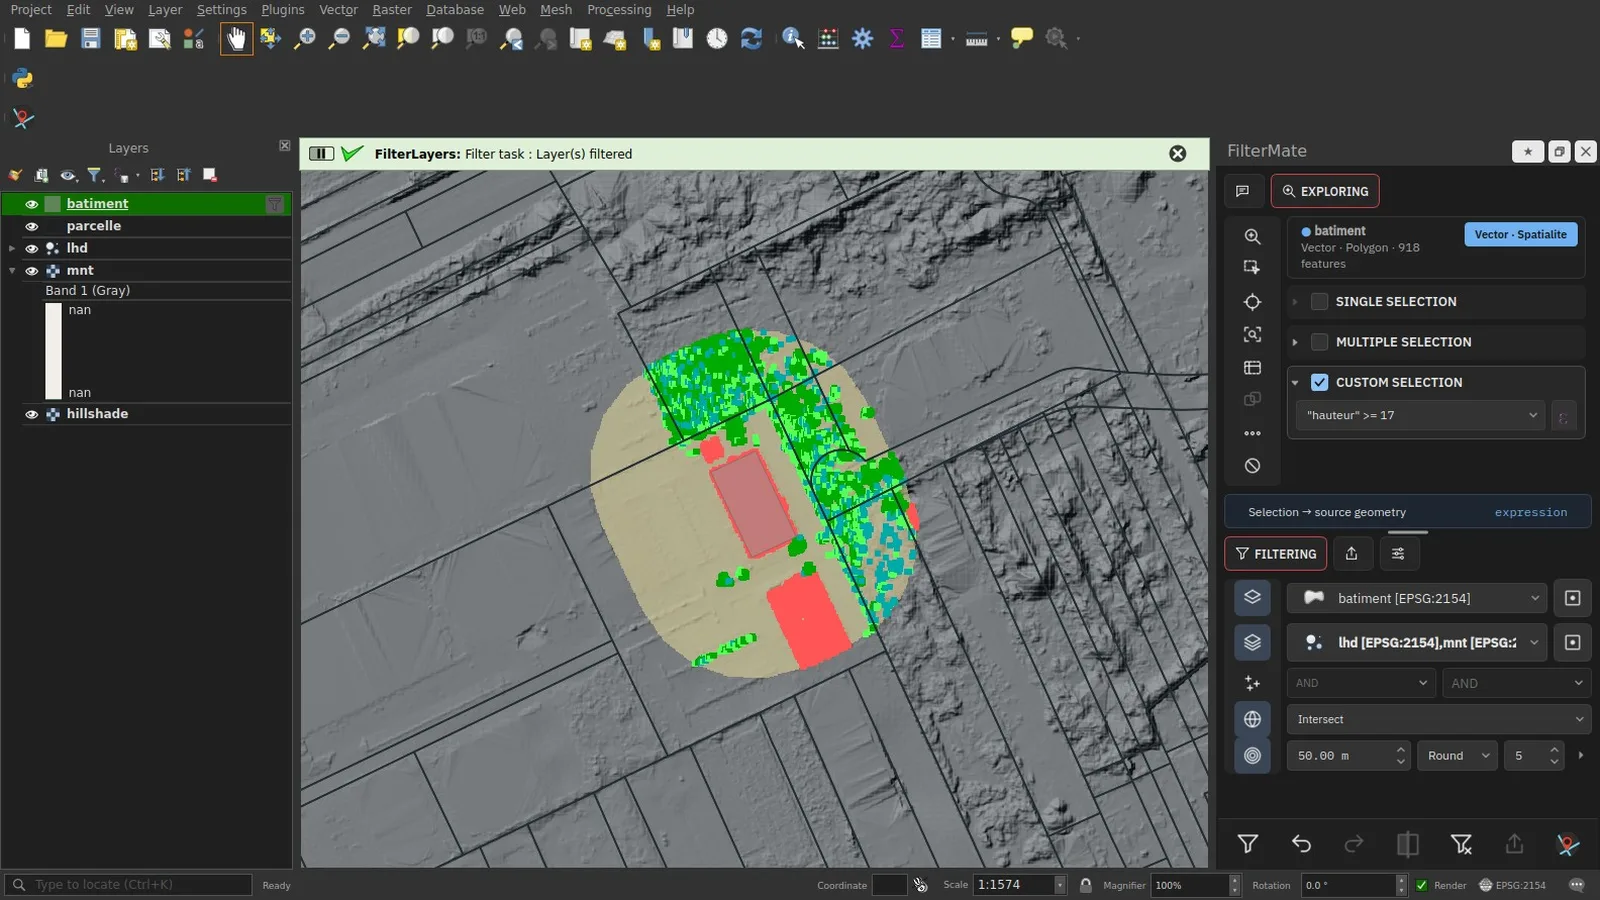 Project Edit View Layer Settings Plugins Vector Raster Database Web Mesh Processing Help
Layers
batiment
parcelle
lhd
mnt
Band 1 (Gray)
nan
nan
hillshade
FilterLayers: Filter task : Layer(s) filtered
FilterMate
EXPLORING
batiment
Vector · Polygon · 918
features
Vector · Spatialite
SINGLE SELECTION
MULTIPLE SELECTION
CUSTOM SELECTION
"hauteur" >= 17
Selection → source geometry expression
FILTERING
batiment [EPSG:2154]
lhd [EPSG:2154],mnt [EPSG:2
AND AND
Intersect
50.00 m Round 5
Type to locate (Ctrl+K) Ready Coordinate Scale 1:1574 Magnifier 100% Rotation 0.0 ° Render EPSG:2154